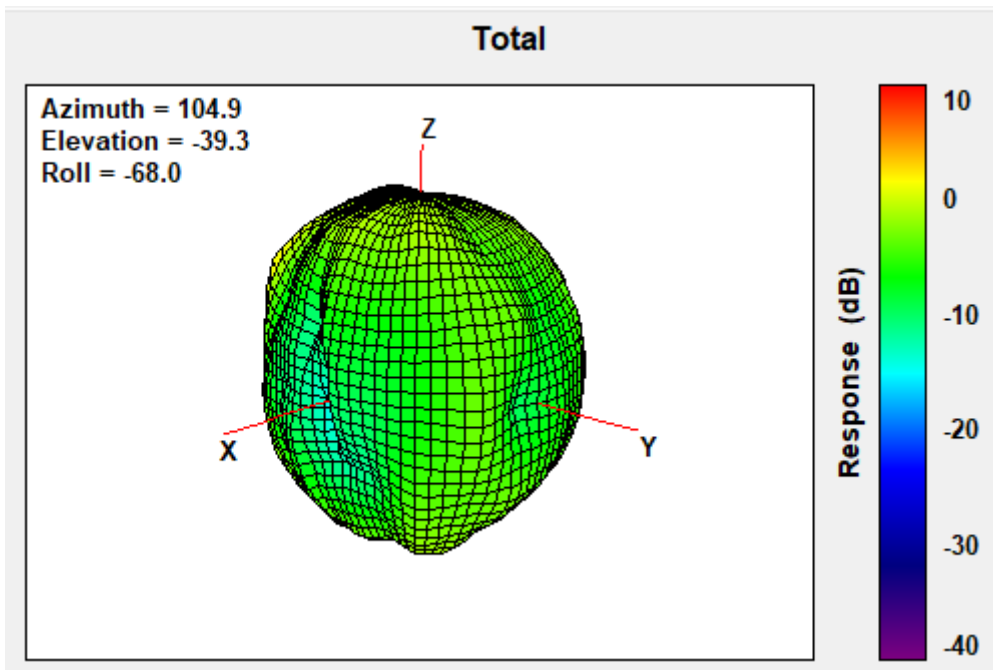 Total
Azimuth = 104.9
Elevation = -39.3
Roll = -68.0
Z
X
Y
10
0
-10
-20
-30
-40
Response (dB)